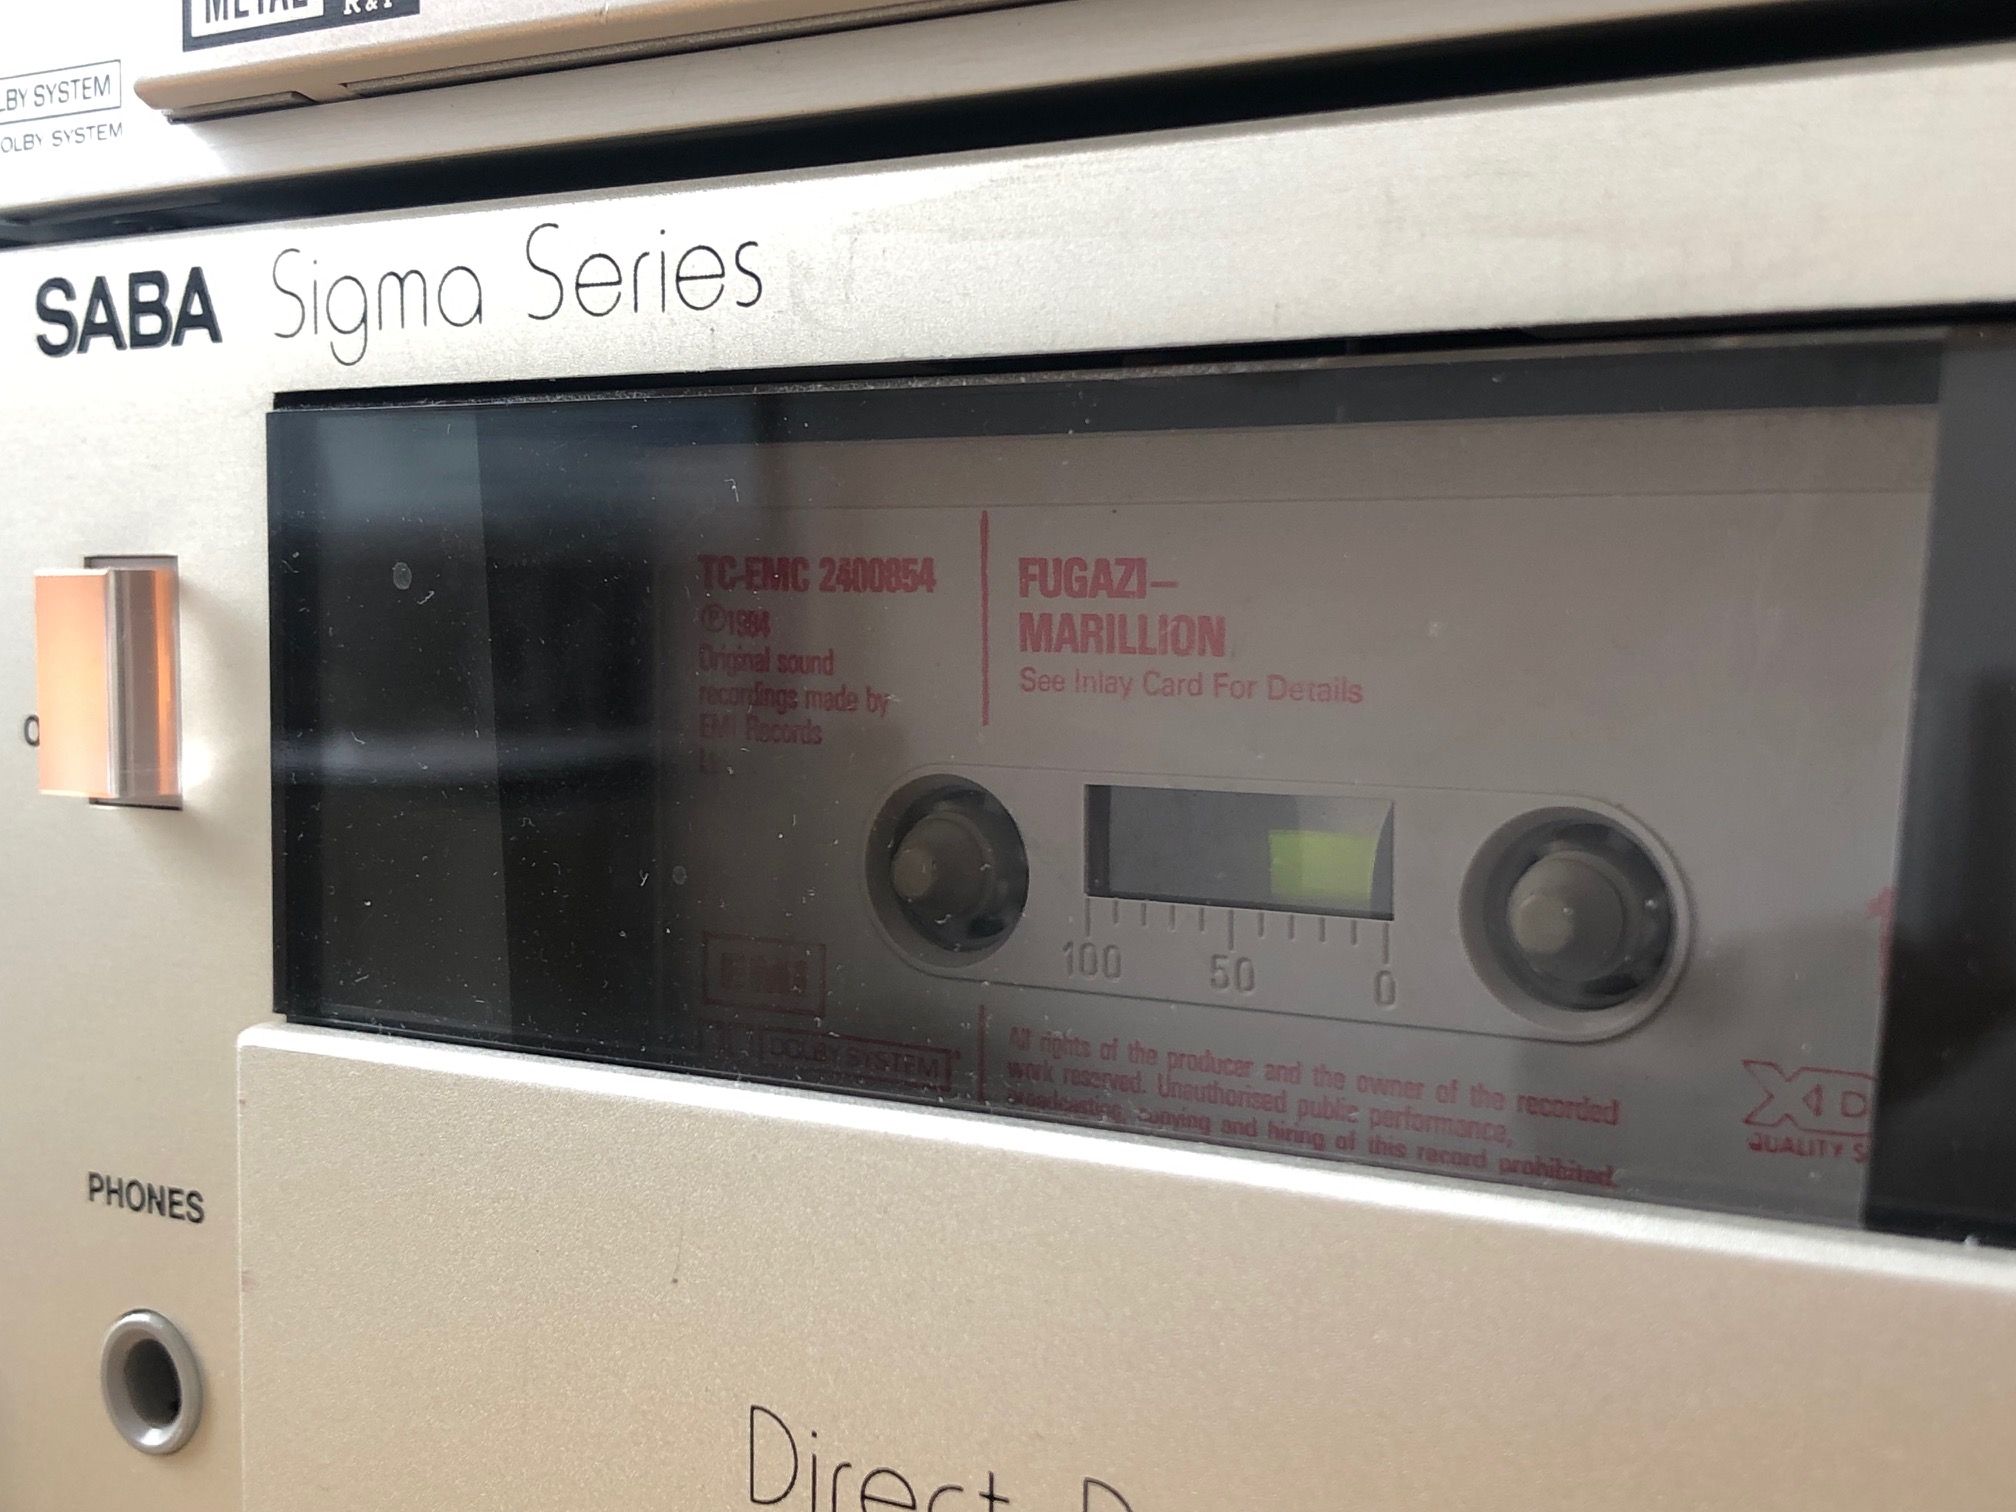 METAL
R&P
LBY SYSTEM
OLBY SYSTEM
SABA Sigma Series
TC-EMC 2400854
℗1984
Original sound
recordings made by
EMI Records
FUGAZI–
MARILLION
See Inlay Card For Details
100 50 0
EMI
DOLBY SYSTEM
All rights of the producer and the owner of the recorded
work reserved. Unauthorised public performance,
broadcasting, copying and hiring of this record prohibited.
XD
QUALITY S
PHONES
Direct D